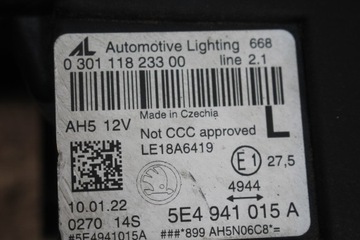 AL Automotive Lighting 668
0 301 118 233 00 line 2.1
Made in Czechia
AH5 12V Not CCC approved L
LE18A6419
E1 27,5
4944
10.01.22
0270 14S 5E4 941 015 A
#5E4941015A ###*899 AH5N06C8*=